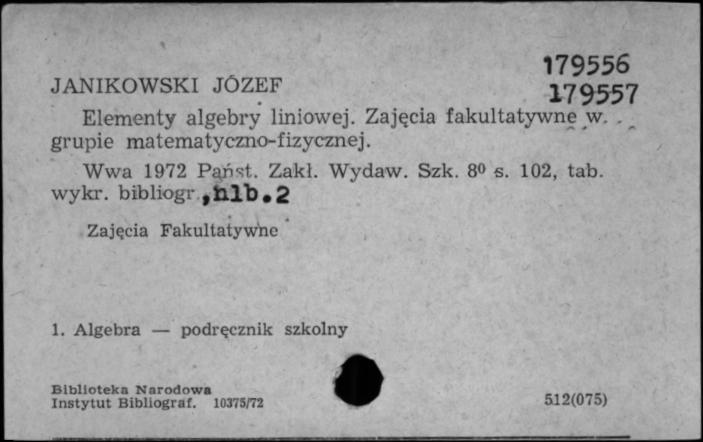 179556
JANIKOWSKI JÓZEF
179557
Elementy algebry liniowej. Zajęcia fakultatywne w
grupie matematyczno-fizycznej.
Wwa 1972 Państ. Zakł. Wydaw. Szk. 8⁰ s. 102, tab.
wykr. bibliogr., nlb.2
Zajęcia Fakultatywne
1. Algebra — podręcznik szkolny
Biblioteka Narodowa
Instytut Bibliograf. 10375/72
512(075)